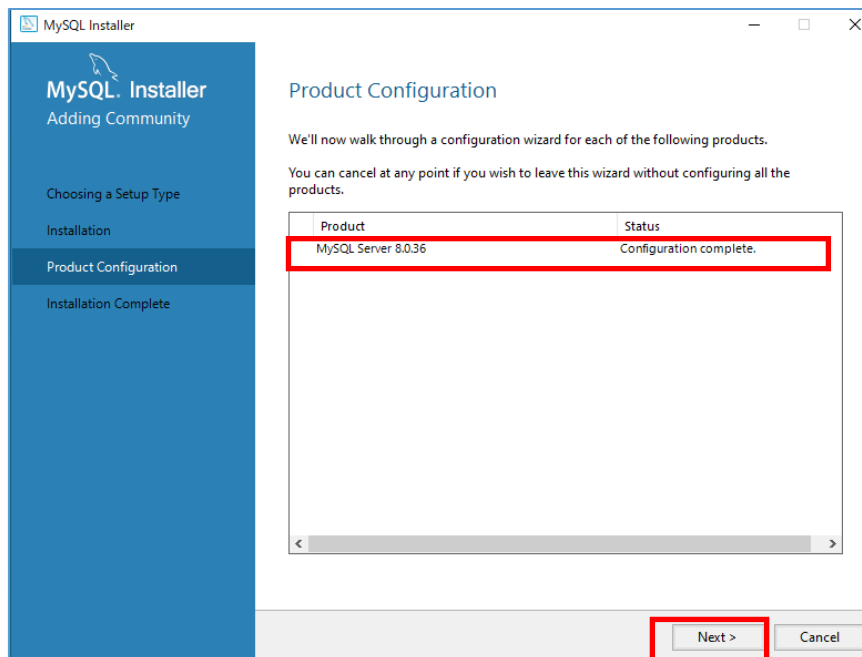 MySQL Installer
MySQL. Installer
Adding Community
Choosing a Setup Type
Installation
Product Configuration
Installation Complete
Product Configuration
We'll now walk through a configuration wizard for each of the following products.
You can cancel at any point if you wish to leave this wizard without configuring all the
products.
Product Status
MySQL Server 8.0.36 Configuration complete.
Next > Cancel